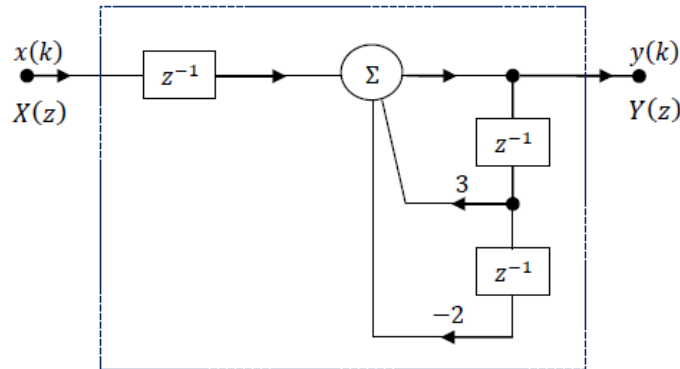 x(k) y(k)
z⁻¹ Σ
X(z) Y(z)
z⁻¹
3
z⁻¹
−2